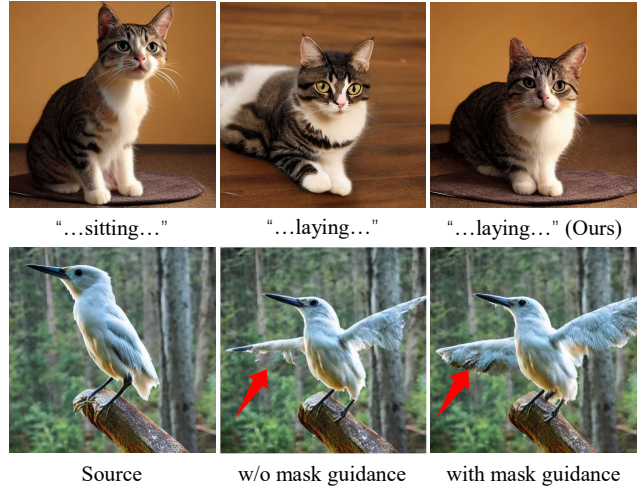 “...sitting...”
“...laying...”
“...laying...” (Ours)
Source
w/o mask guidance
with mask guidance